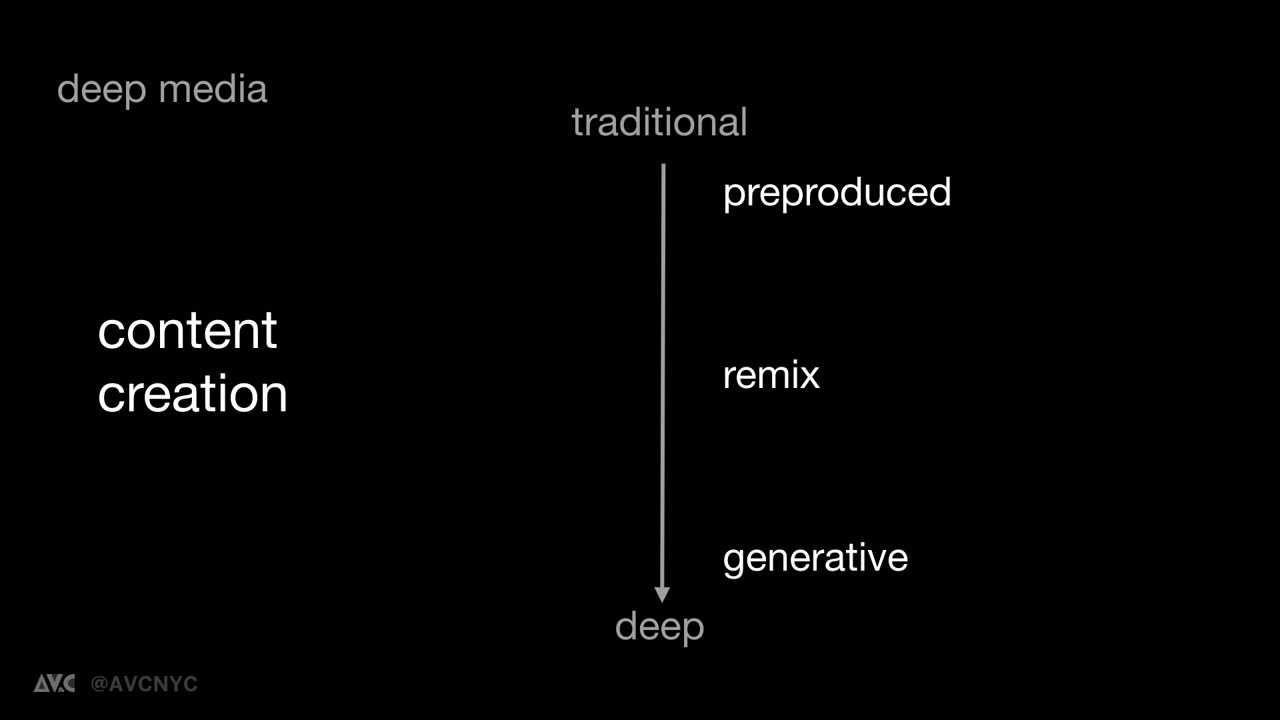 deep media
traditional
preproduced
content
creation
remix
generative
deep
AVC @AVCNYC